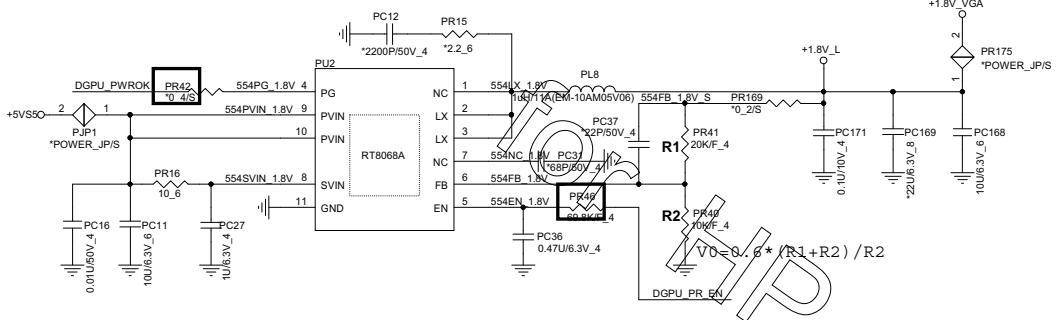 +1.8V_VGA
PC12
*2200P/50V_4
PR15
*2.2_6
PU2
DGPU_PWROK
PR42
*0_4/S
554PG_1.8V 4 PG
NC 1 554LX_1.8V
PL8
1uH/11A(EM-10AM05V06)
+5VS5
2 1
PJP1
*POWER_JP/S
554PVIN_1.8V 9 PVIN
10 PVIN
LX 2
LX 3
RT8068A
NC 7 554NC_1.8V
PC31
*68P/50V_4
PC37
*22P/50V_4
554FB_1.8V_S
PR169
*0_2/S
+1.8V_L
2
1
PR175
*POWER_JP/S
R1
PR41
20K/F_4
PC171
0.1U/10V_4
PC169
*22U/6.3V_8
PC168
10U/6.3V_6
PR16
10_6
554SVIN_1.8V 8 SVIN
FB 6 554FB_1.8V
11 GND
EN 5 554EN_1.8V
PR46
69.8K/F_4
R2
PR40
10K/F_4
PC16
0.01U/50V_4
PC11
10U/6.3V_6
PC27
1U/6.3V_4
PC36
0.47U/6.3V_4
V0=0.6*(R1+R2)/R2
DGPU_PR_EN
HP